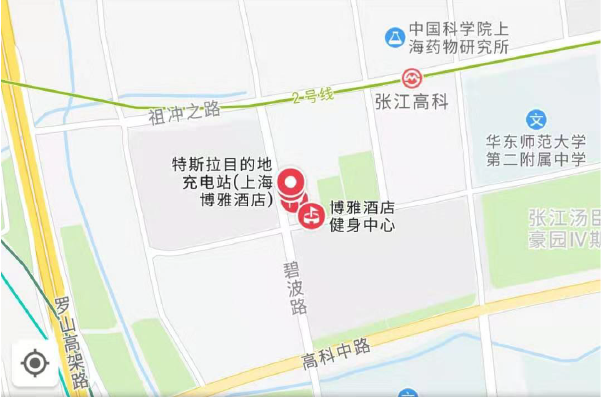 中国科学院上
海药物研究所
2号线
张江高科
祖冲之路
华东师范大学
第二附属中学
文
特斯拉目的地
充电站(上海
博雅酒店)
博雅酒店
健身中心
张江汤臣
豪园IV期
碧波路
罗山高架路
高科中路